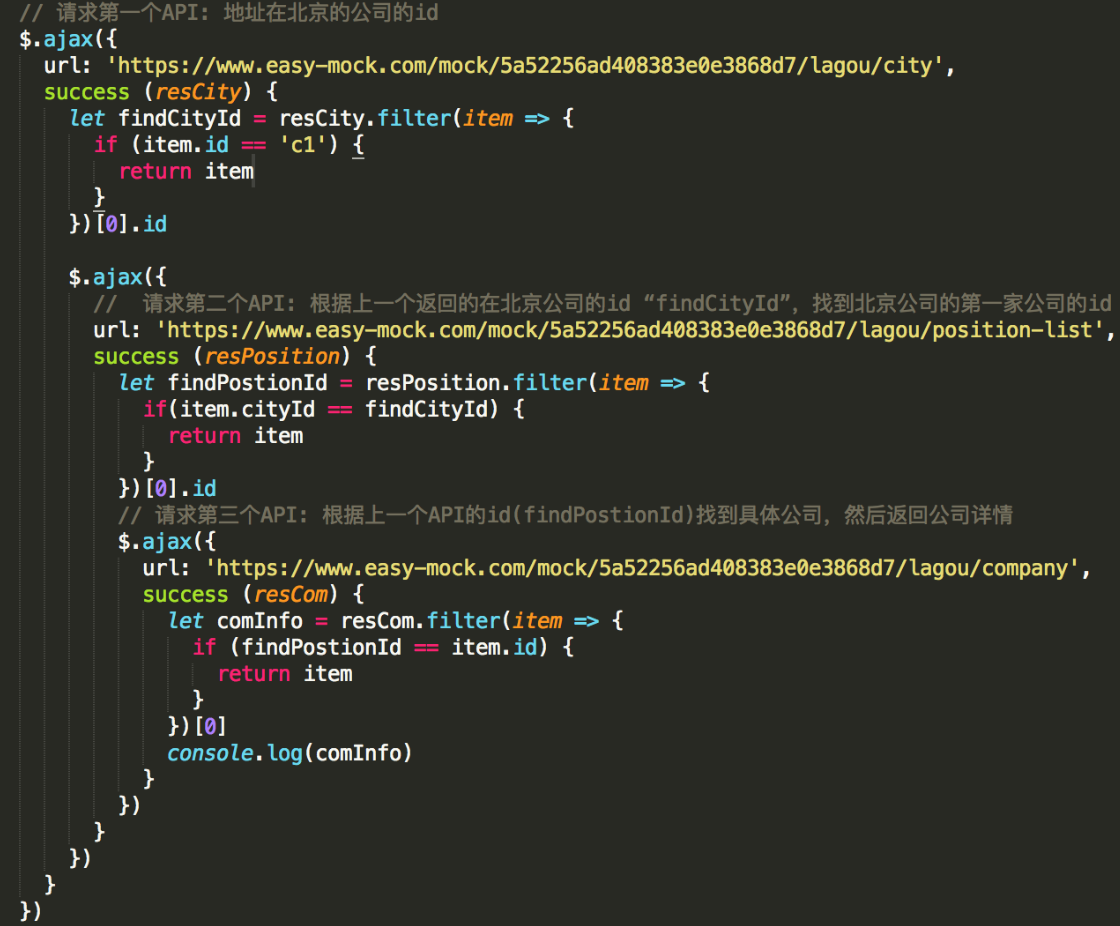 // 请求第一个API: 地址在北京的公司的id
$.ajax({
url: 'https://www.easy-mock.com/mock/5a52256ad408383e0e3868d7/lagou/city',
success (resCity) {
let findCityId = resCity.filter(item => {
if (item.id == 'c1') {
return item
}
})[0].id
$.ajax({
//  请求第二个API: 根据上一个返回的在北京公司的id “findCityId”, 找到北京公司的第一家公司的id
url: 'https://www.easy-mock.com/mock/5a52256ad408383e0e3868d7/lagou/position-list',
success (resPosition) {
let findPostionId = resPosition.filter(item => {
if(item.cityId == findCityId) {
return item
}
})[0].id
// 请求第三个API: 根据上一个API的id(findPostionId)找到具体公司, 然后返回公司详情
$.ajax({
url: 'https://www.easy-mock.com/mock/5a52256ad408383e0e3868d7/lagou/company',
success (resCom) {
let comInfo = resCom.filter(item => {
if (findPostionId == item.id) {
return item
}
})[0]
console.log(comInfo)
}
})
}
})
}
})